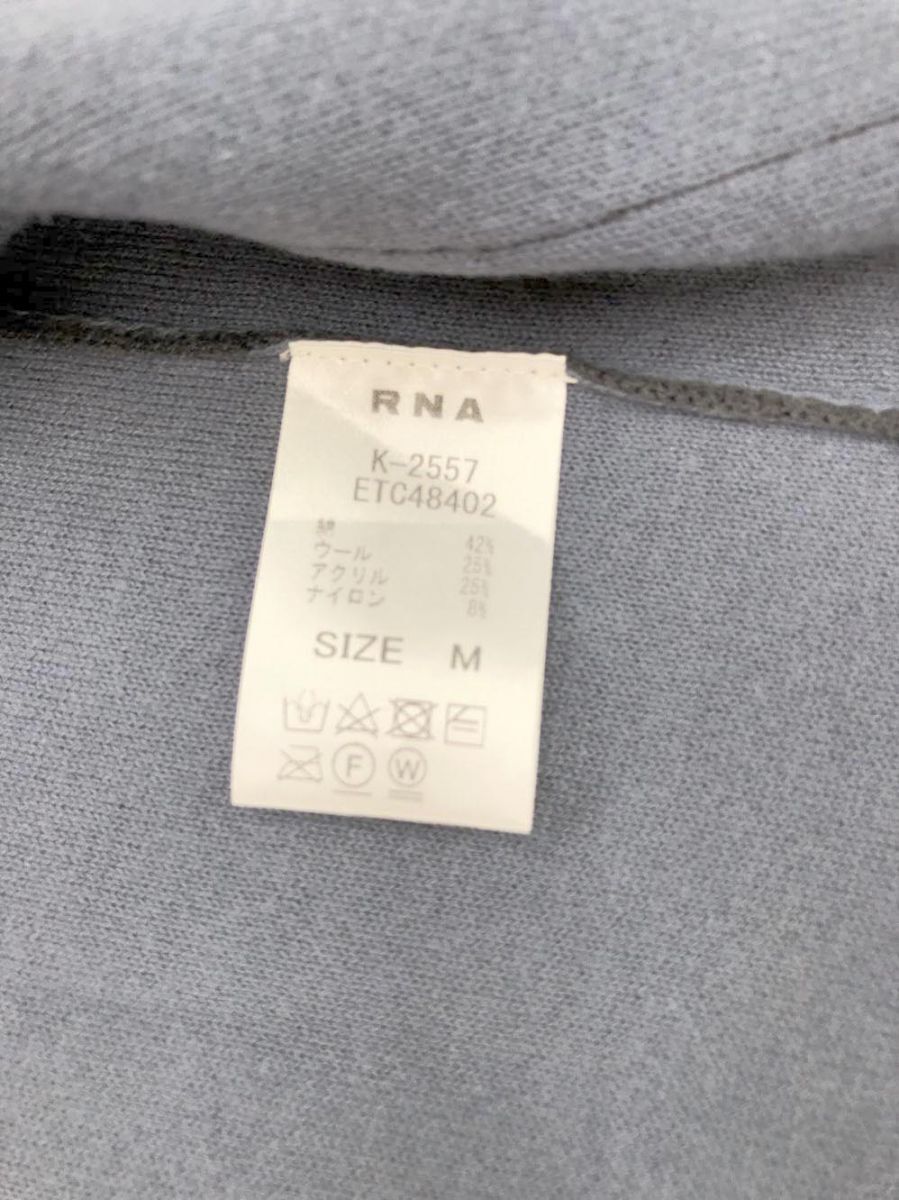 RNA
K-2557
ETC48402
綿 42%
ウール 25%
アクリル 25%
ナイロン 8%
SIZE M
F W